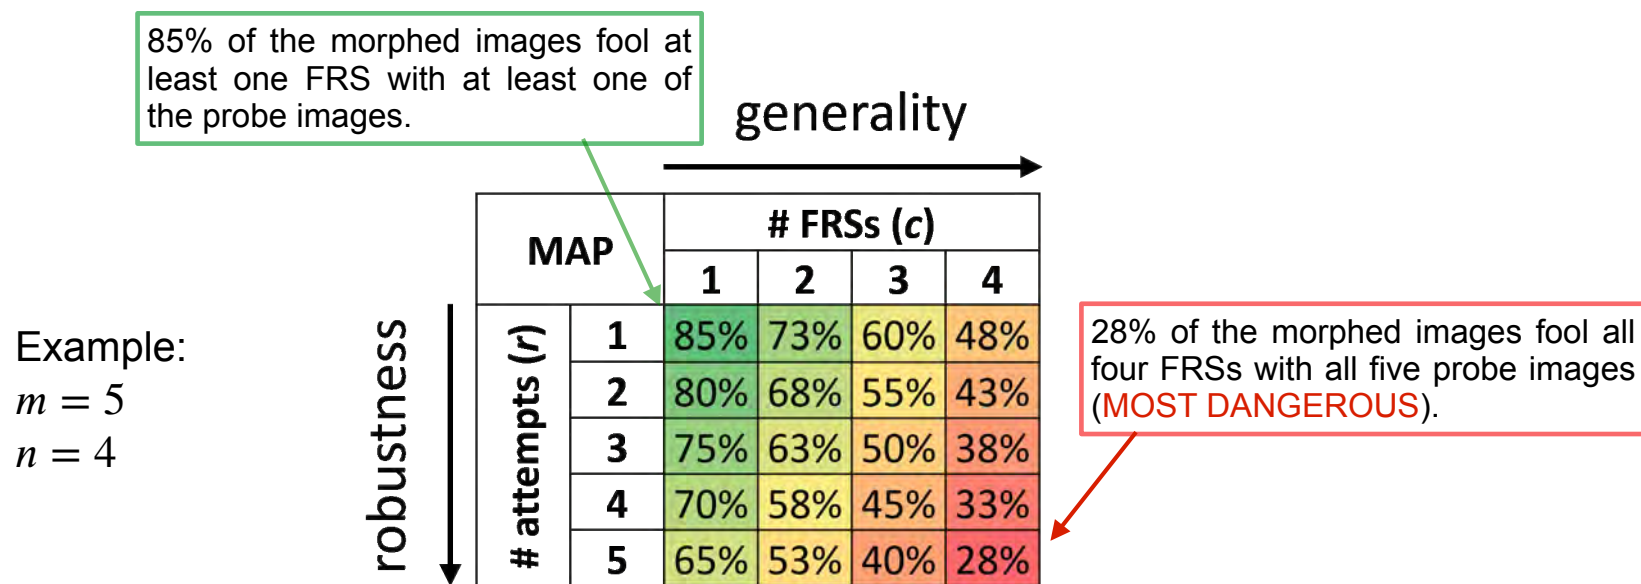 85% of the morphed images fool at
least one FRS with at least one of
the probe images.
generality
Example:
m = 5
n = 4
robustness
MAP
# FRSs (c)
1 2 3 4
# attempts (r)
1 85% 73% 60% 48%
2 80% 68% 55% 43%
3 75% 63% 50% 38%
4 70% 58% 45% 33%
5 65% 53% 40% 28%
28% of the morphed images fool all
four FRSs with all five probe images
(MOST DANGEROUS).